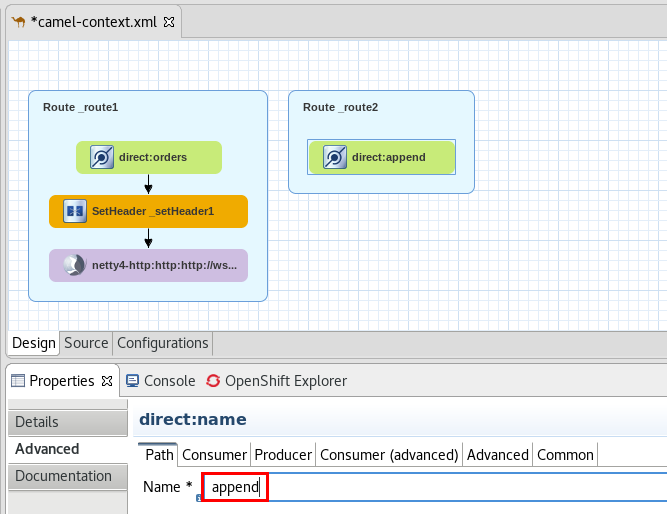 *camel-context.xml
Route _route1
Route _route2
direct:orders
direct:append
SetHeader _setHeader1
netty4-http:http:http://ws...
Design Source Configurations
Properties Console OpenShift Explorer
Details
Advanced
Documentation
direct:name
Path Consumer Producer Consumer (advanced) Advanced Common
Name * append